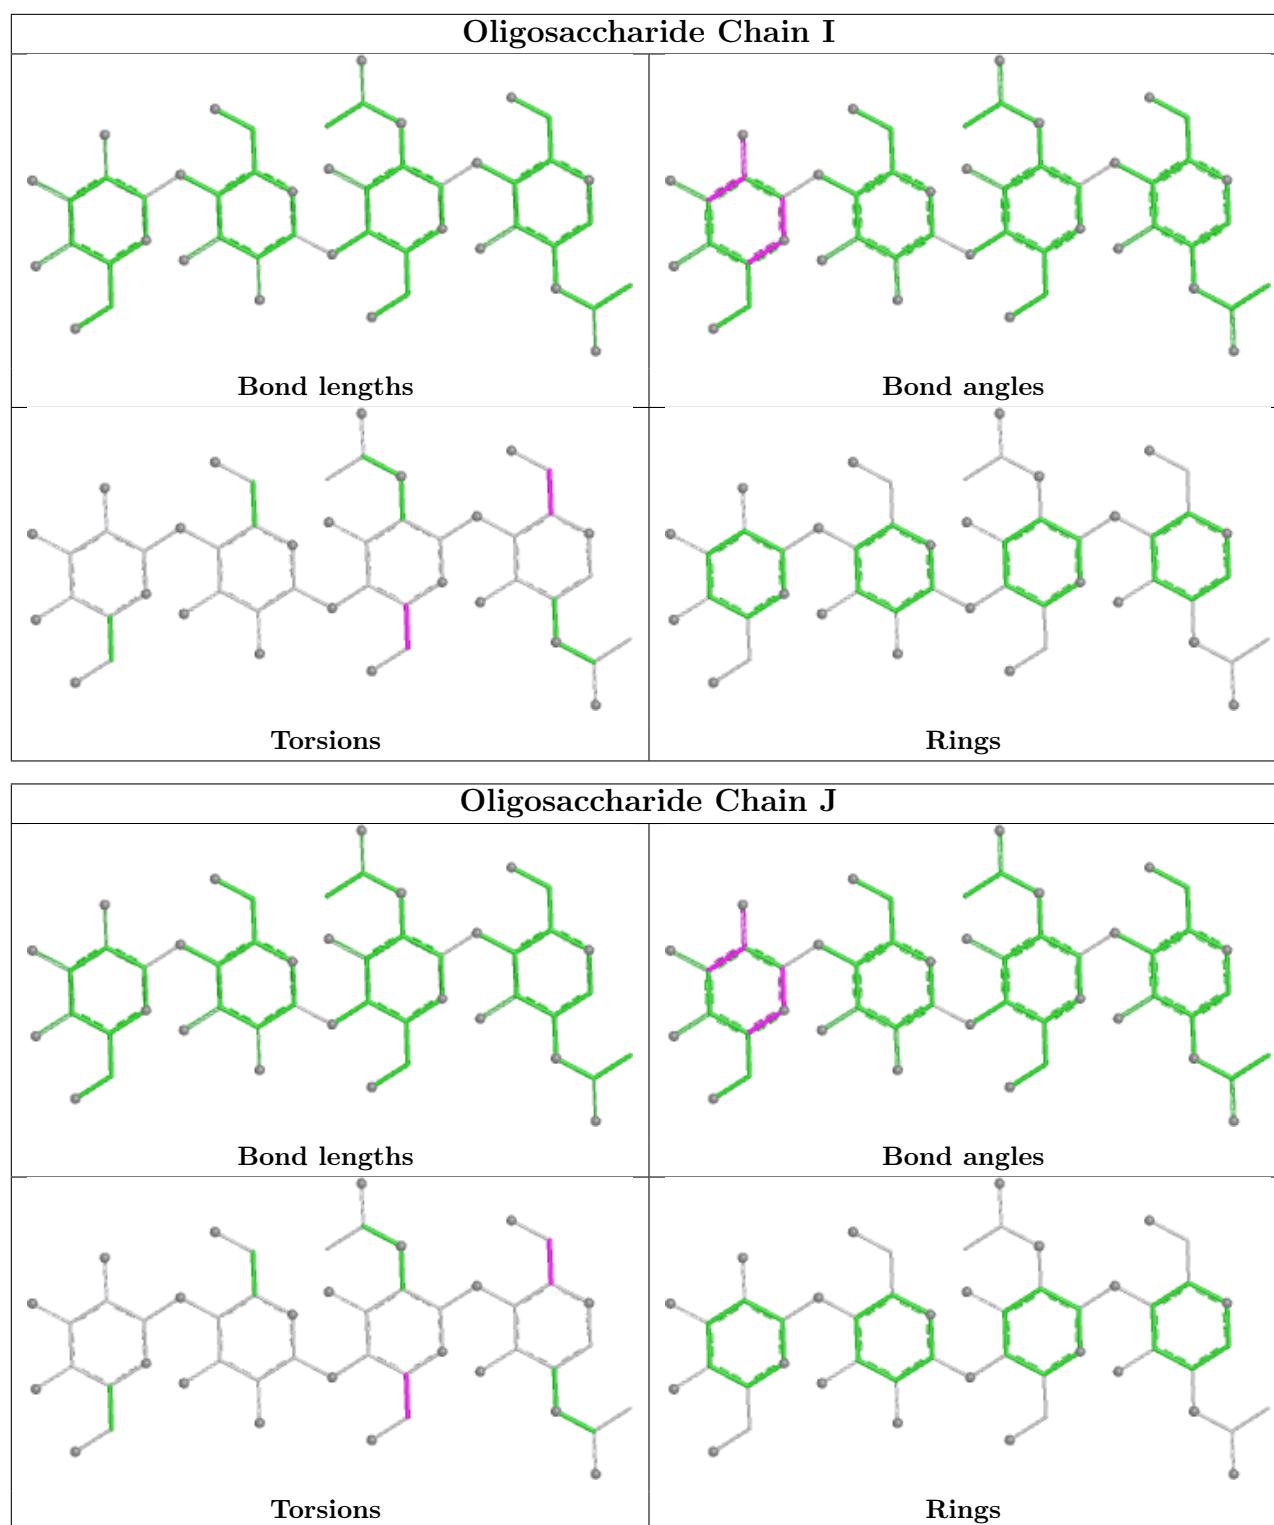 Oligosaccharide Chain I
Bond lengths
Bond angles
Torsions
Rings
Oligosaccharide Chain J
Bond lengths
Bond angles
Torsions
Rings